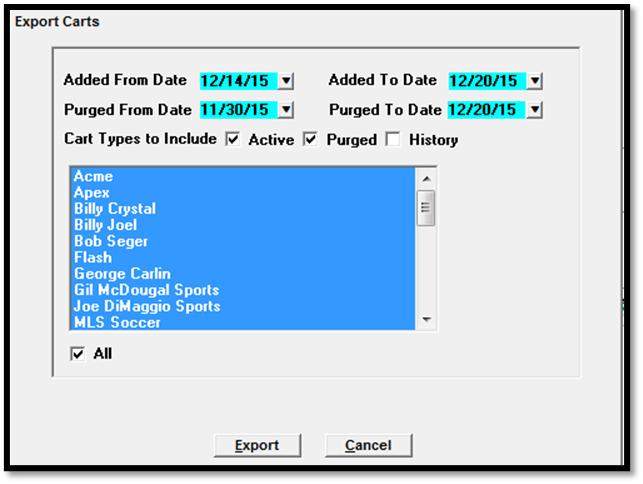 Export Carts
Added From Date 12/14/15 Added To Date 12/20/15
Purged From Date 11/30/15 Purged To Date 12/20/15
Cart Types to Include Active Purged History
Acme
Apex
Billy Crystal
Billy Joel
Bob Seger
Flash
George Carlin
Gil McDougal Sports
Joe DiMaggio Sports
MLS Soccer
All
Export Cancel